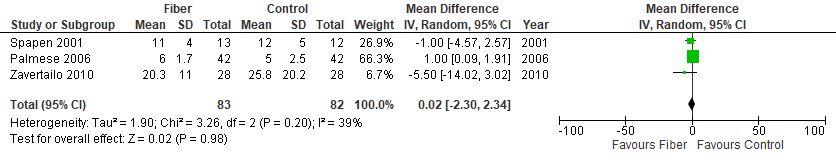 Fiber Control Mean Difference Mean Difference
Study or Subgroup Mean SD Total Mean SD Total Weight IV, Random, 95% CI Year IV, Random, 95% CI
Spapen 2001 11 4 13 12 5 12 26.9% -1.00 [-4.57, 2.57] 2001
Palmese 2006 6 1.7 42 5 2.5 42 66.3% 1.00 [0.09, 1.91] 2006
Zavertailo 2010 20.3 11 28 25.8 20.2 28 6.7% -5.50 [-14.02, 3.02] 2010
Total (95% CI) 83 82 100.0% 0.02 [-2.30, 2.34]
Heterogeneity: Tau² = 1.90; Chi² = 3.26, df = 2 (P = 0.20); I² = 39%
Test for overall effect: Z = 0.02 (P = 0.98)
-100 -50 0 50 100
Favours Fiber Favours Control